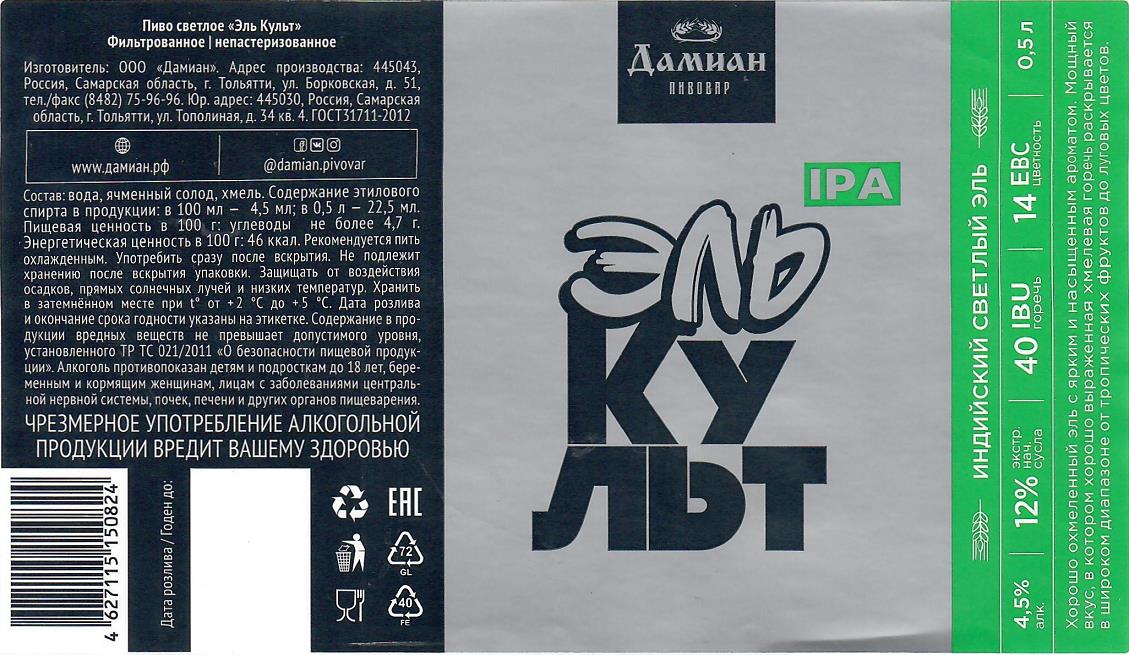 Пиво светлое «Эль Культ»
Фильтрованное | непастеризованное
Изготовитель: ООО «Дамиан». Адрес производства: 445043,
Россия, Самарская область, г. Тольятти, ул. Борковская, д. 51,
тел./факс (8482) 75-96-96. Юр. адрес: 445030, Россия, Самарская
область, г. Тольятти, ул. Тополиная, д. 34 кв. 4. ГОСТ31711-2012
www.дамиан.рф
@damian.pivovar
Состав: вода, ячменный солод, хмель. Содержание этилового
спирта в продукции: в 100 мл – 4,5 мл; в 0,5 л – 22,5 мл.
Пищевая ценность в 100 г: углеводы не более 4,7 г.
Энергетическая ценность в 100 г: 46 ккал. Рекомендуется пить
охлажденным. Употребить сразу после вскрытия. Не подлежит
хранению после вскрытия упаковки. Защищать от воздействия
осадков, прямых солнечных лучей и низких температур. Хранить
в затемнённом месте при t° от +2 °С до +5 °С. Дата розлива
и окончание срока годности указаны на этикетке. Содержание в про-
дукции вредных веществ не превышает допустимого уровня,
установленного ТР ТС 021/2011 «О безопасности пищевой продук-
ции». Алкоголь противопоказан детям и подросткам до 18 лет, бере-
менным и кормящим женщинам, лицам с заболеваниями централь-
ной нервной системы, почек, печени и других органов пищеварения.
ЧРЕЗМЕРНОЕ УПОТРЕБЛЕНИЕ АЛКОГОЛЬНОЙ
ПРОДУКЦИИ ВРЕДИТ ВАШЕМУ ЗДОРОВЬЮ
4 627115 150824
Дата розлива / Годен до:
EAC
72
GL
40
FE
Дамиан
ПИВОВАР
IPA
ЭЛЬ
КУ
ЛЬТ
ИНДИЙСКИЙ СВЕТЛЫЙ ЭЛЬ
4,5%
алк.
12%
экстр.
нач.
сусла
40 IBU
горечь
14 EBC
цветность
0,5 л
Хорошо охмеленный эль с ярким и насыщенным ароматом. Мощный
вкус, в котором хорошо выраженная хмелевая горечь раскрывается
в широком диапазоне от тропических фруктов до луговых цветов.